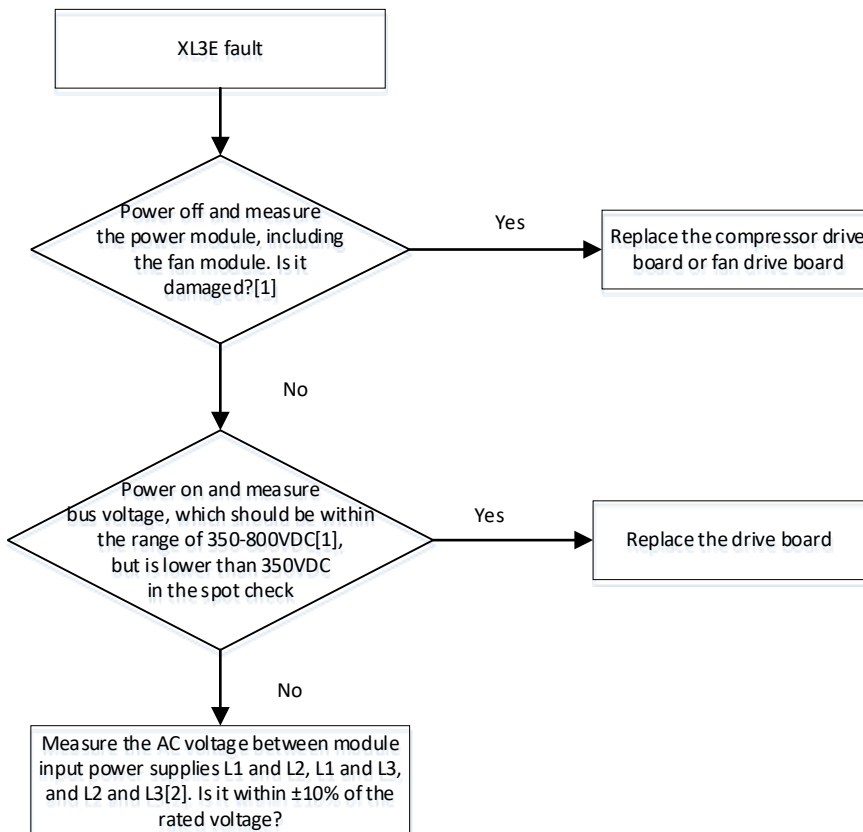 XL3E fault
Power off and measure
the power module, including
the fan module. Is it
damaged?[1]
Yes
Replace the compressor drive
board or fan drive board
No
Power on and measure
bus voltage, which should be within
the range of 350-800VDC[1],
but is lower than 350VDC
in the spot check
Yes
Replace the drive board
No
Measure the AC voltage between module
input power supplies L1 and L2, L1 and L3,
and L2 and L3[2]. Is it within ±10% of the
rated voltage?